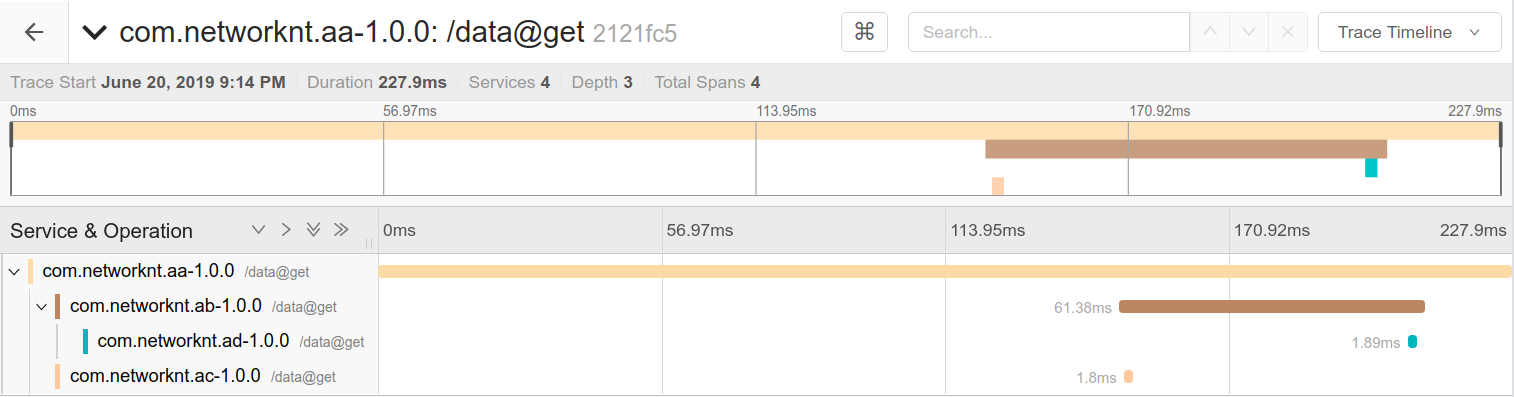 com.networknt.aa-1.0.0: /data@get 2121fc5 ⌘ Search... Trace Timeline
Trace Start June 20, 2019 9:14 PM Duration 227.9ms Services 4 Depth 3 Total Spans 4
0ms 56.97ms 113.95ms 170.92ms 227.9ms
Service & Operation 0ms 56.97ms 113.95ms 170.92ms 227.9ms
com.networknt.aa-1.0.0 /data@get
com.networknt.ab-1.0.0 /data@get 61.38ms
com.networknt.ad-1.0.0 /data@get 1.89ms
com.networknt.ac-1.0.0 /data@get 1.8ms